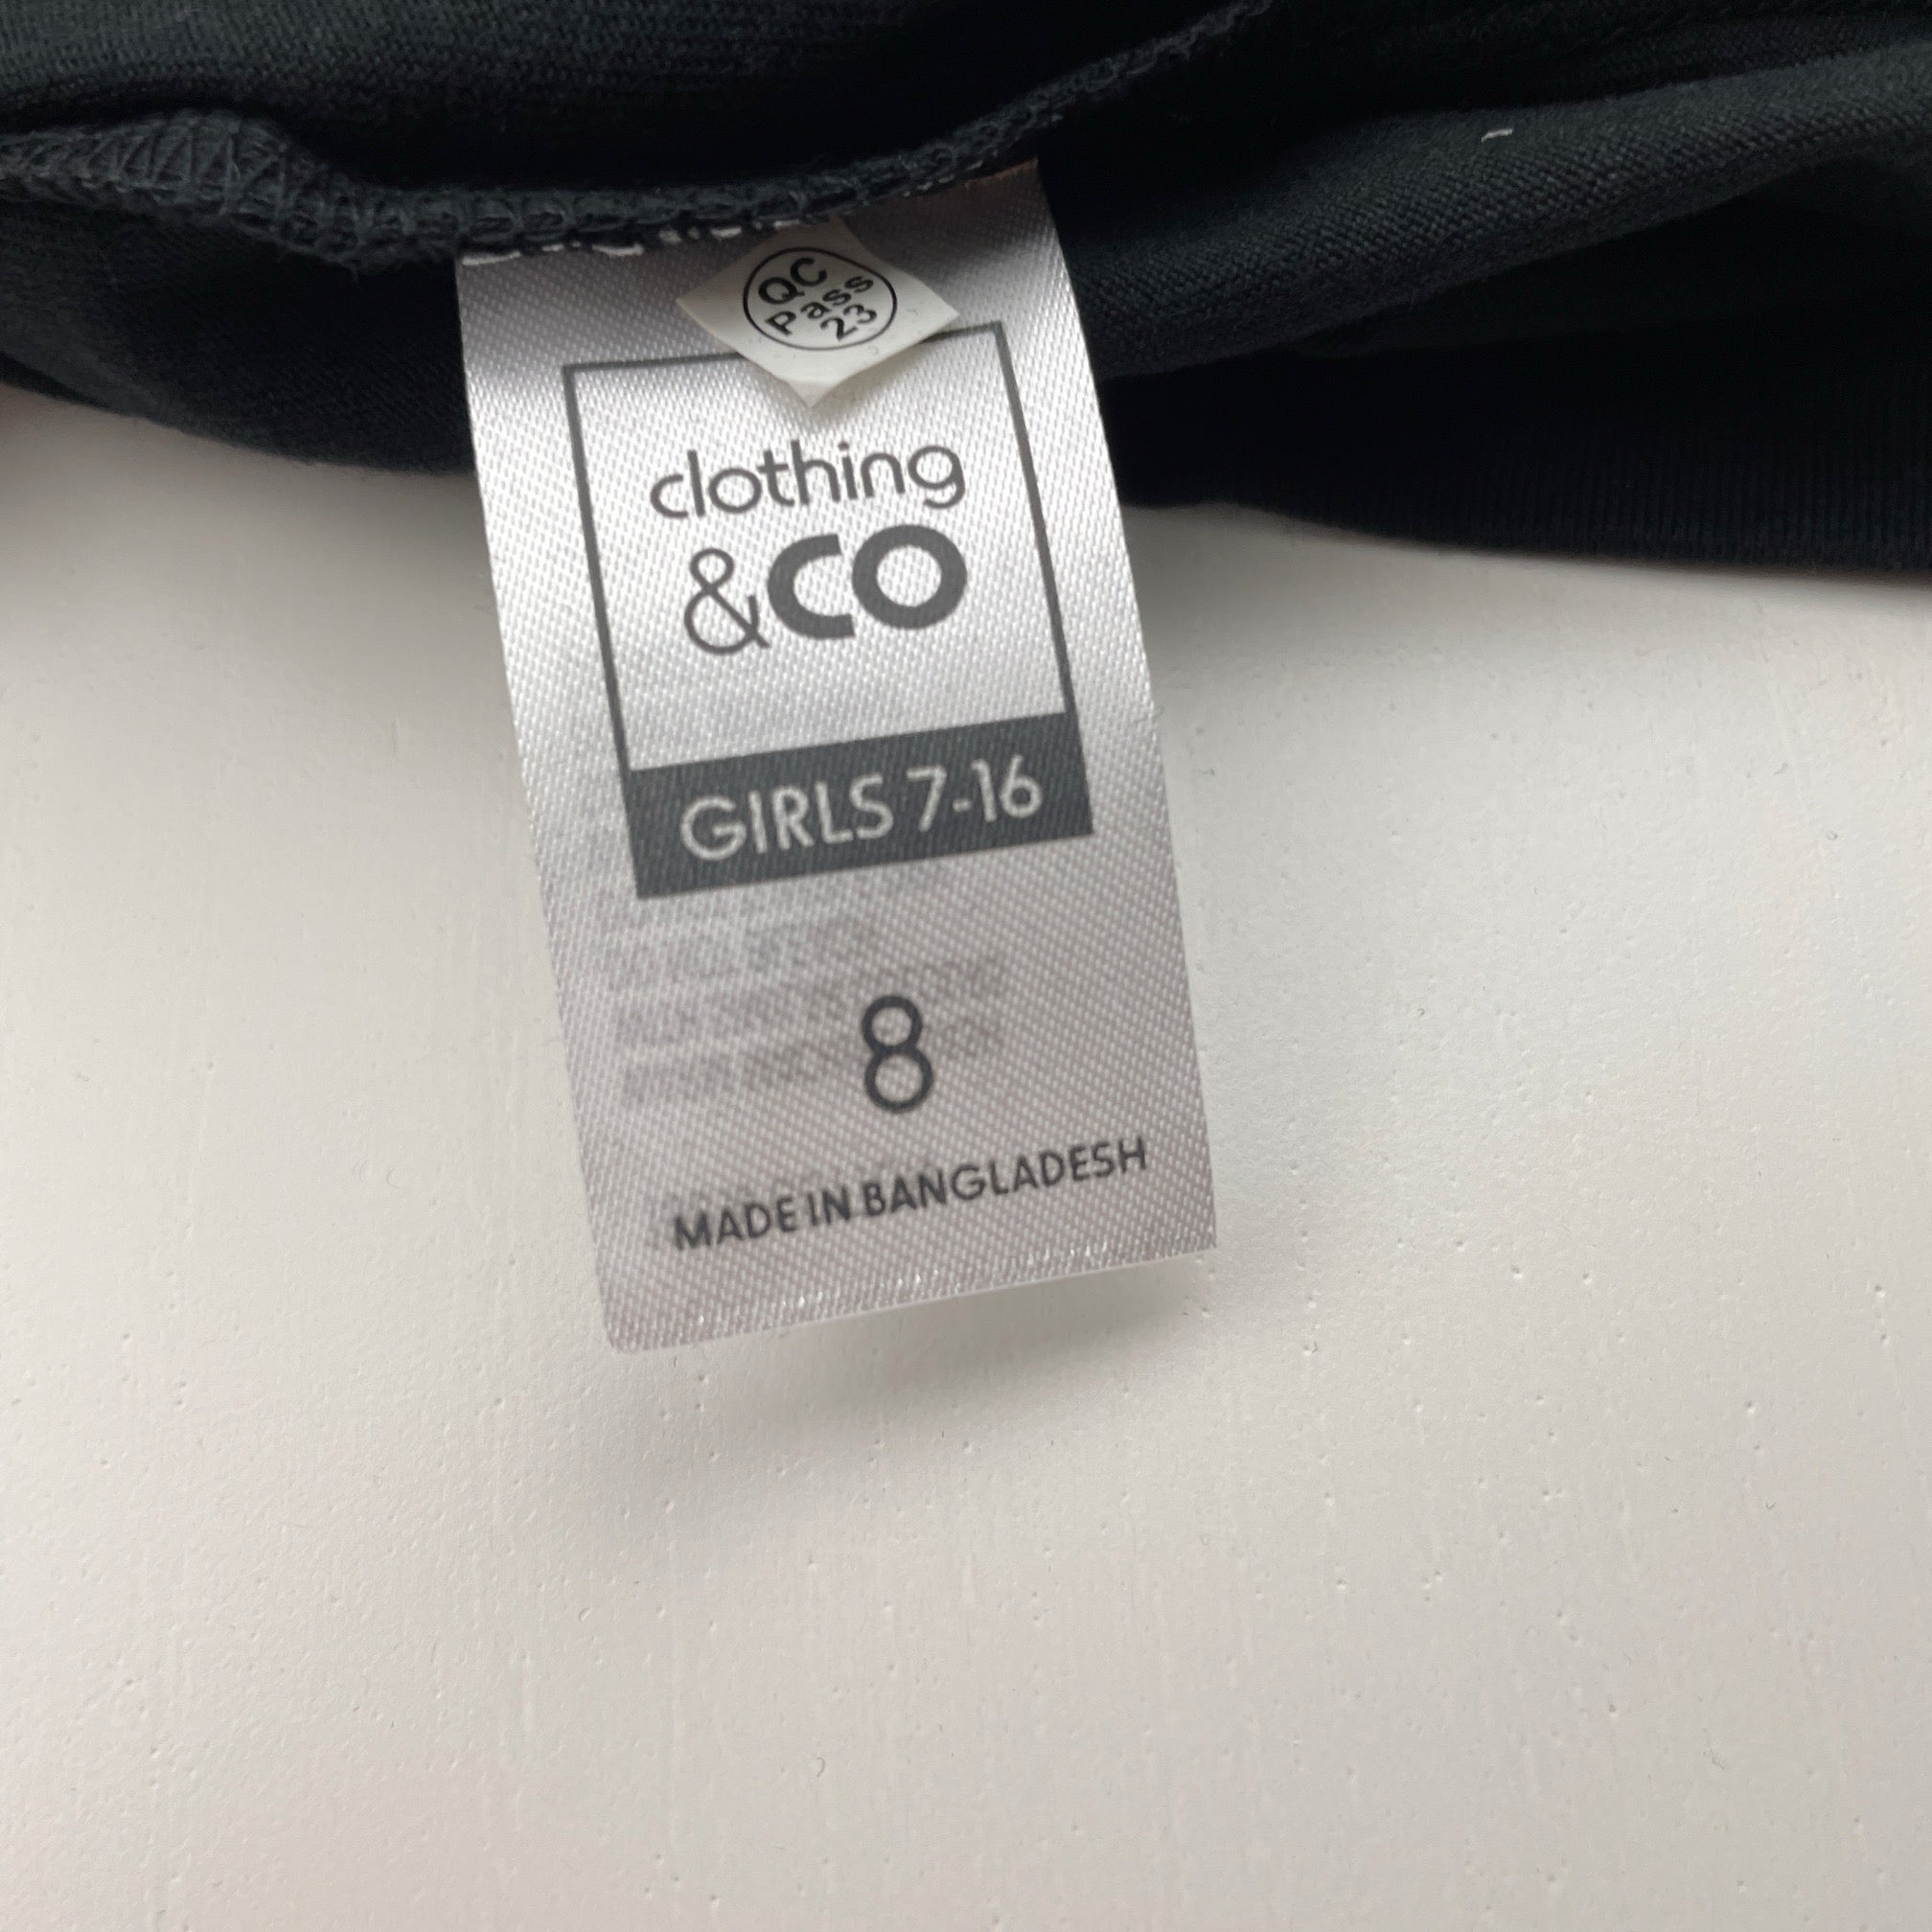 QC
Pass
23
clothing
&CO
GIRLS 7-16
8
MADE IN BANGLADESH